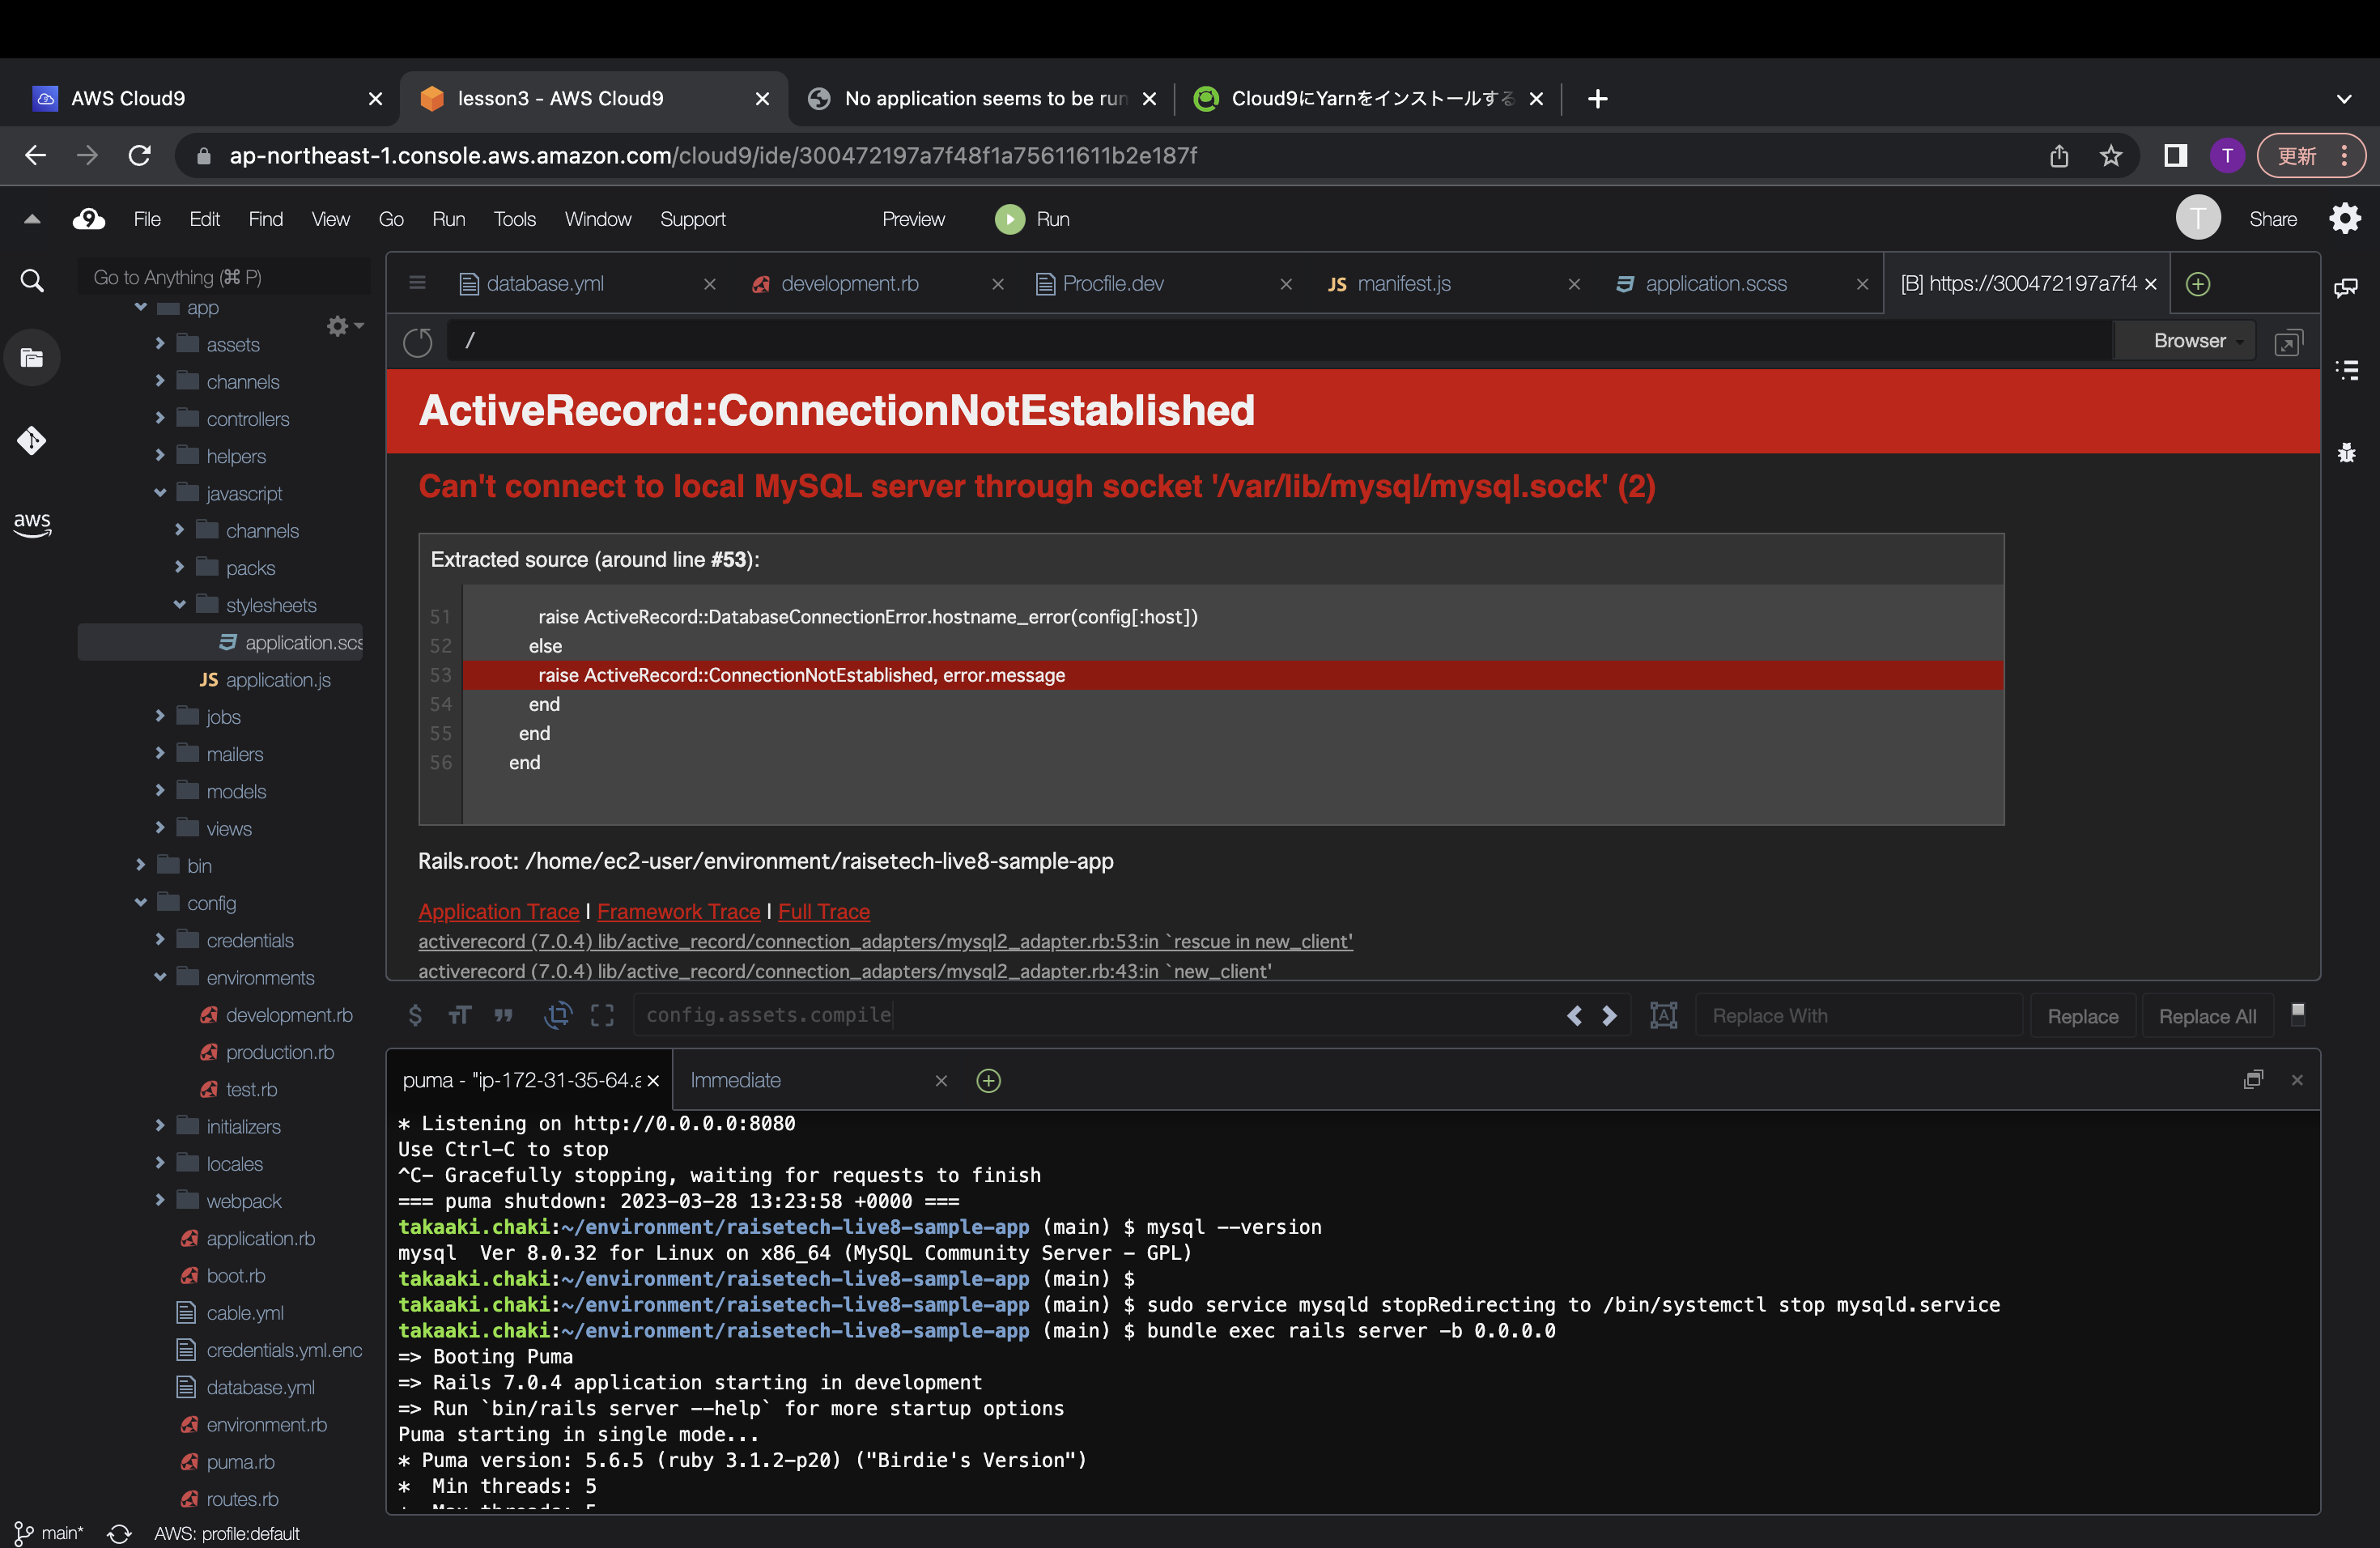 AWS Cloud9
lesson3 - AWS Cloud9
No application seems to be run
Cloud9にYarnをインストールする
ap-northeast-1.console.aws.amazon.com/cloud9/ide/300472197a7f48f1a75611611b2e187f
T
更新
9
File Edit Find View Go Run Tools Window Support Preview Run
T
Share
Go to Anything (⌘ P)
app
assets
channels
controllers
helpers
javascript
channels
packs
stylesheets
application.scs
JS application.js
jobs
mailers
models
views
bin
config
credentials
environments
development.rb
production.rb
test.rb
initializers
locales
webpack
application.rb
boot.rb
cable.yml
credentials.yml.enc
database.yml
environment.rb
puma.rb
routes.rb
aws
database.yml
development.rb
Procfile.dev
JS manifest.js
application.scss
[B] https://300472197a7f4
/
Browser
ActiveRecord::ConnectionNotEstablished
Can't connect to local MySQL server through socket '/var/lib/mysql/mysql.sock' (2)
Extracted source (around line #53):
51 raise ActiveRecord::DatabaseConnectionError.hostname_error(config[:host])
52 else
53 raise ActiveRecord::ConnectionNotEstablished, error.message
54 end
55 end
56 end
Rails.root: /home/ec2-user/environment/raisetech-live8-sample-app
Application Trace | Framework Trace | Full Trace
activerecord (7.0.4) lib/active_record/connection_adapters/mysql2_adapter.rb:53:in `rescue in new_client'
activerecord (7.0.4) lib/active_record/connection_adapters/mysql2_adapter.rb:43:in `new_client'
config.assets.compile
Replace With
Replace
Replace All
puma - "ip-172-31-35-64.a
Immediate
* Listening on http://0.0.0.0:8080
Use Ctrl-C to stop
^C- Gracefully stopping, waiting for requests to finish
=== puma shutdown: 2023-03-28 13:23:58 +0000 ===
takaaki.chaki:~/environment/raisetech-live8-sample-app (main) $ mysql --version
mysql  Ver 8.0.32 for Linux on x86_64 (MySQL Community Server - GPL)
takaaki.chaki:~/environment/raisetech-live8-sample-app (main) $
takaaki.chaki:~/environment/raisetech-live8-sample-app (main) $ sudo service mysqld stopRedirecting to /bin/systemctl stop mysqld.service
takaaki.chaki:~/environment/raisetech-live8-sample-app (main) $ bundle exec rails server -b 0.0.0.0
=> Booting Puma
=> Rails 7.0.4 application starting in development
=> Run `bin/rails server --help` for more startup options
Puma starting in single mode...
* Puma version: 5.6.5 (ruby 3.1.2-p20) ("Birdie's Version")
*  Min threads: 5
main*
AWS: profile:default